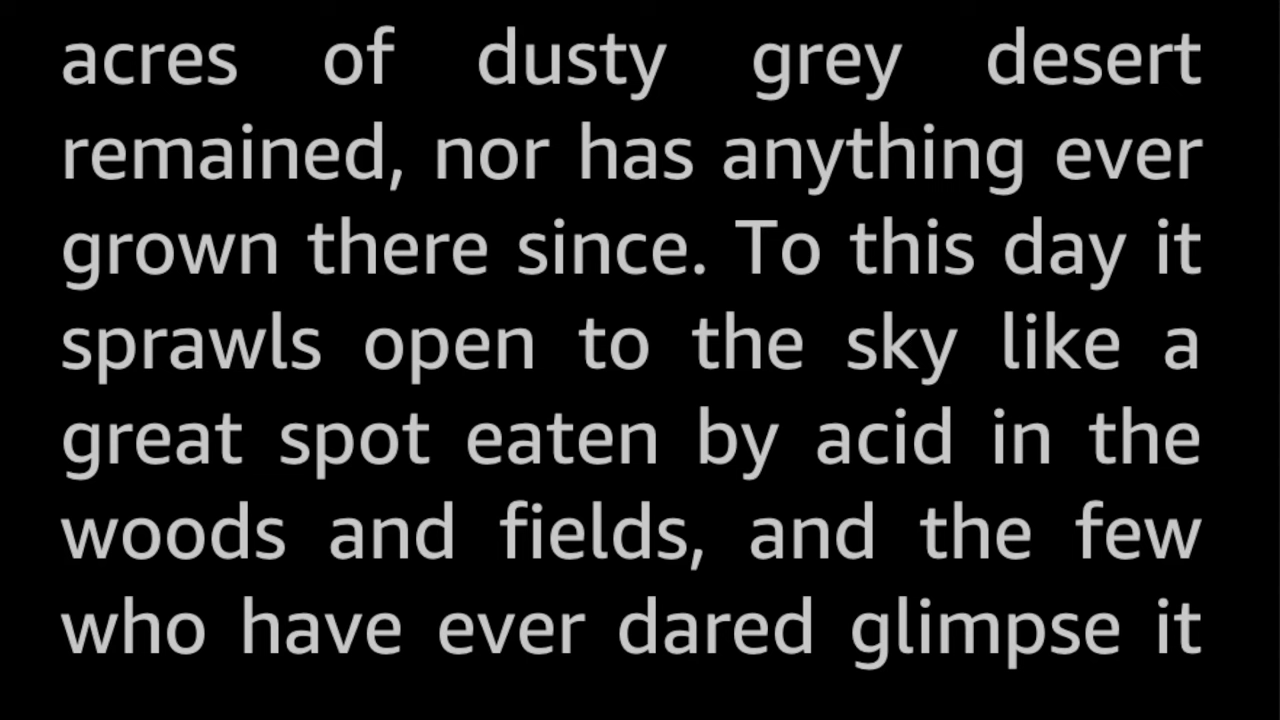 acres of dusty grey desert
remained, nor has anything ever
grown there since. To this day it
sprawls open to the sky like a
great spot eaten by acid in the
woods and fields, and the few
who have ever dared glimpse it